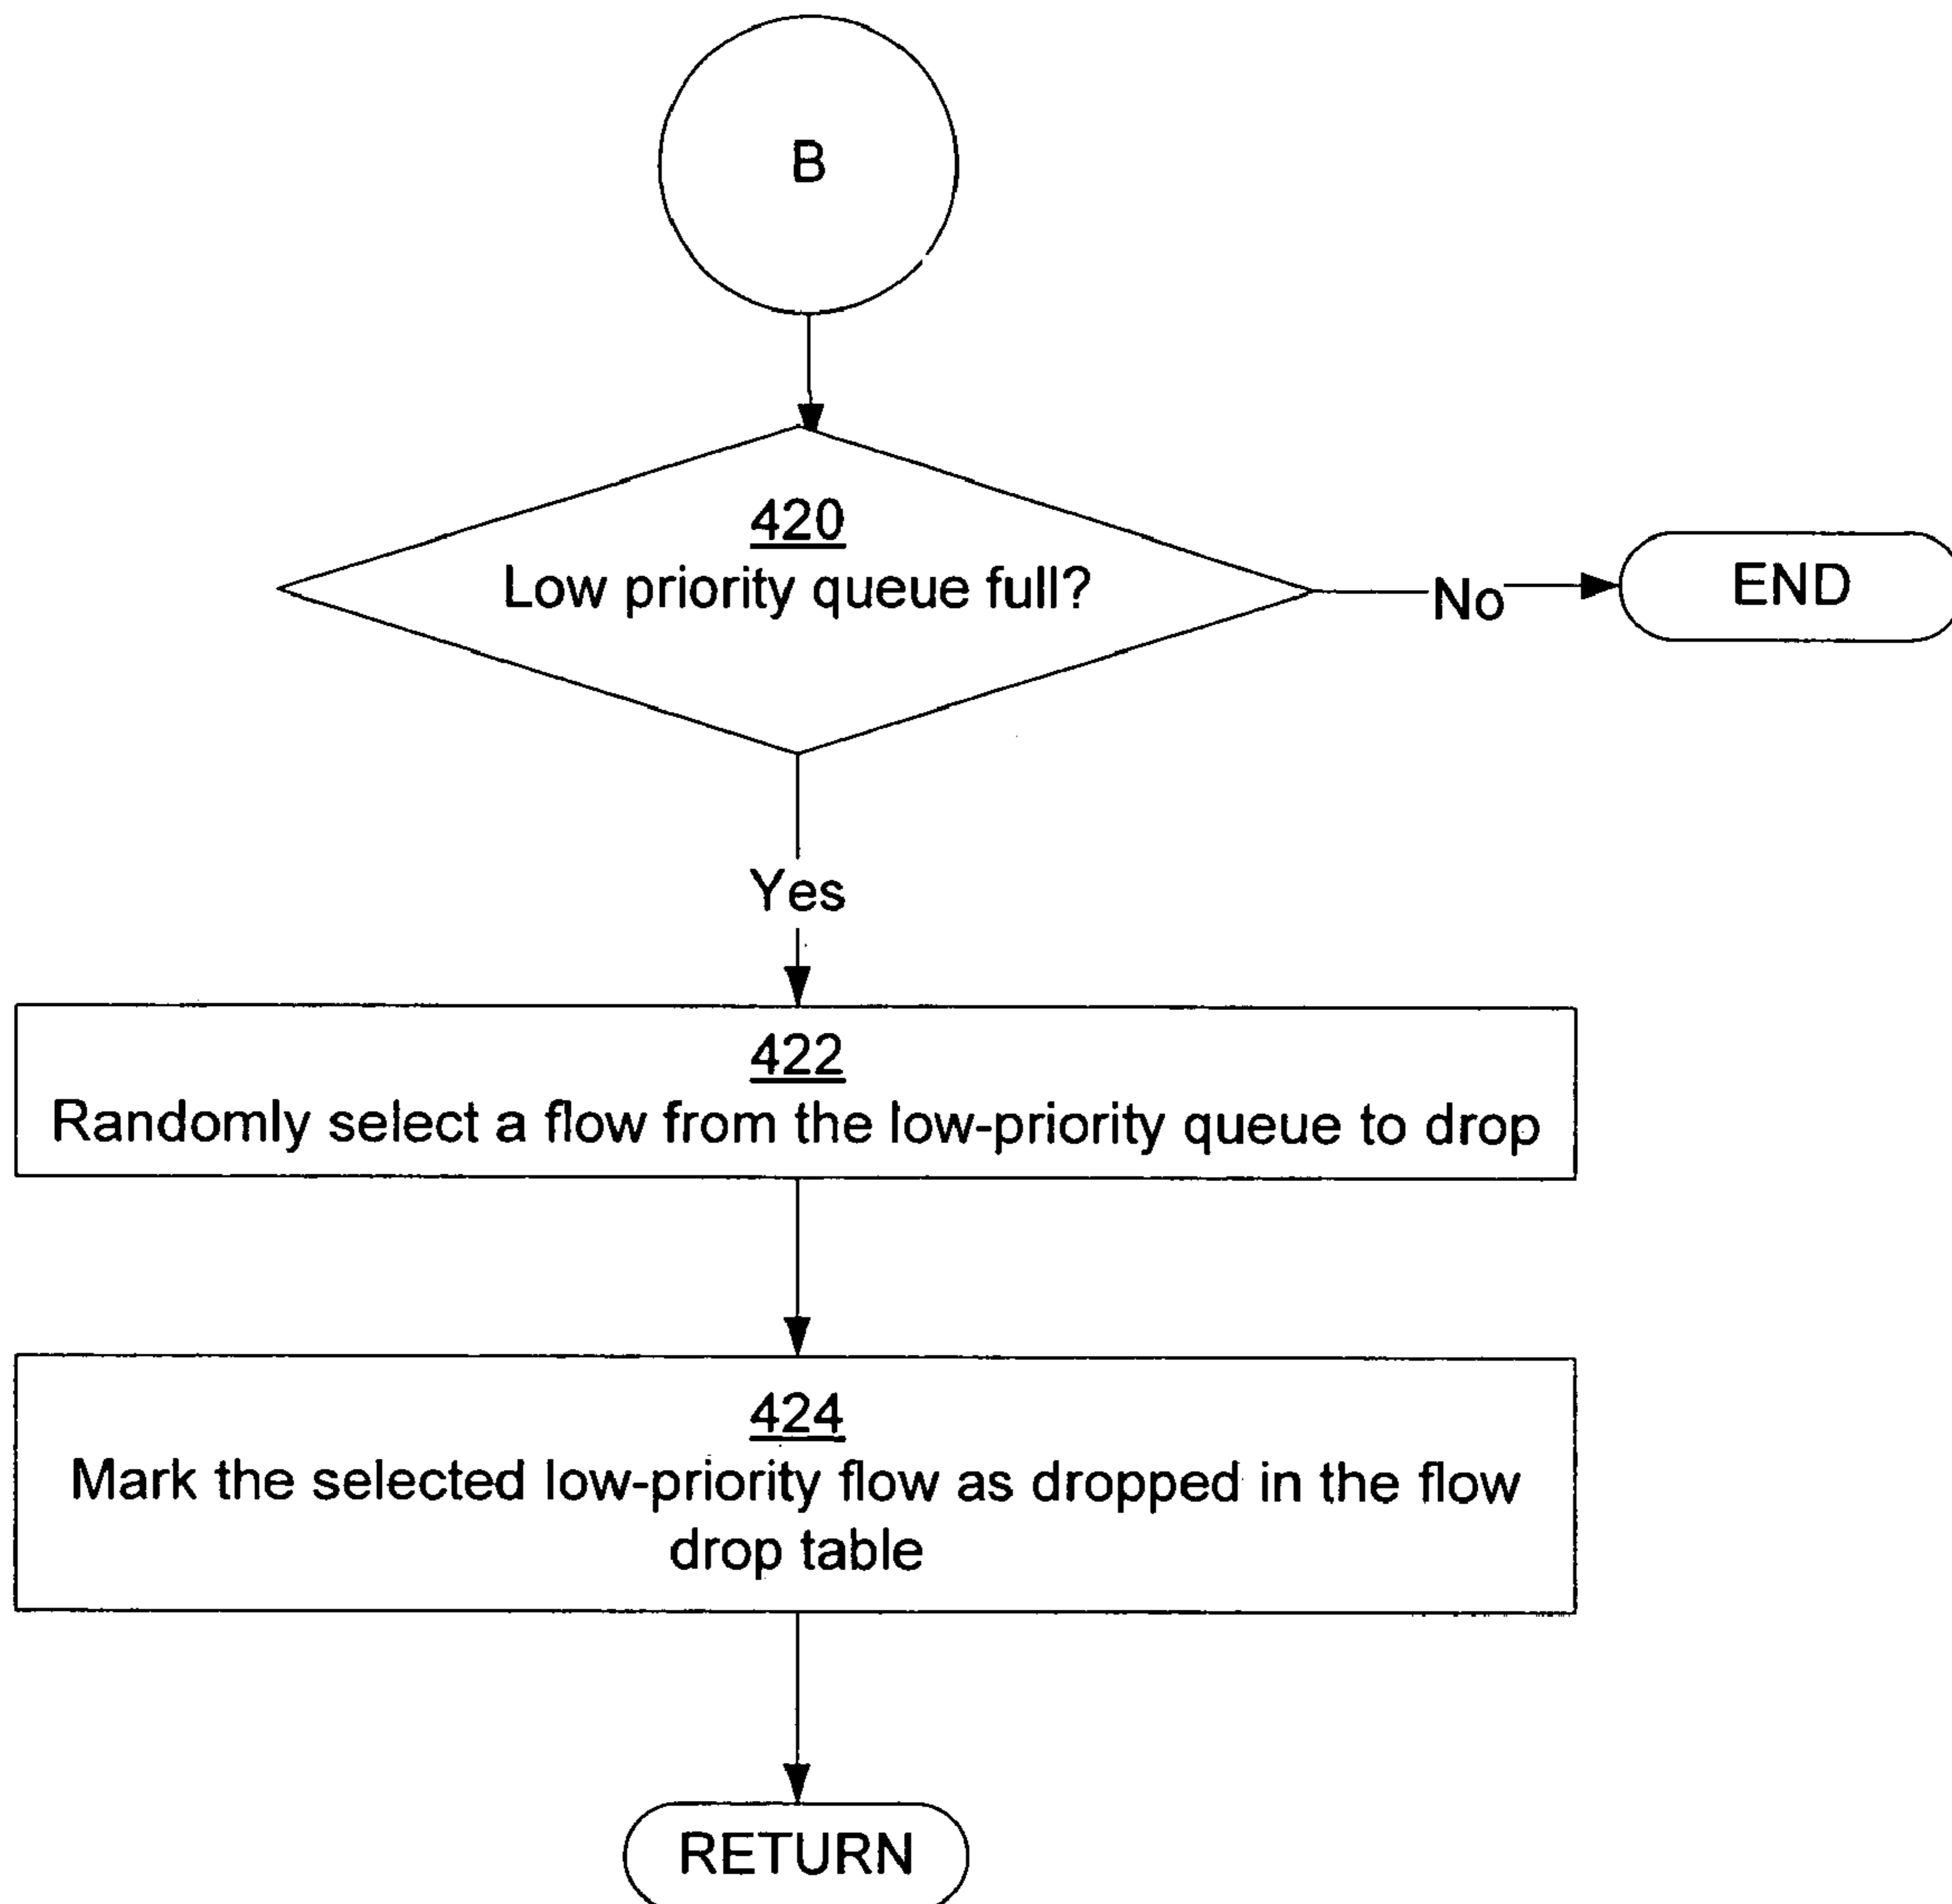 B
420
Low priority queue full?
No
END
Yes
422
Randomly select a flow from the low-priority queue to drop
424
Mark the selected low-priority flow as dropped in the flow
drop table
RETURN